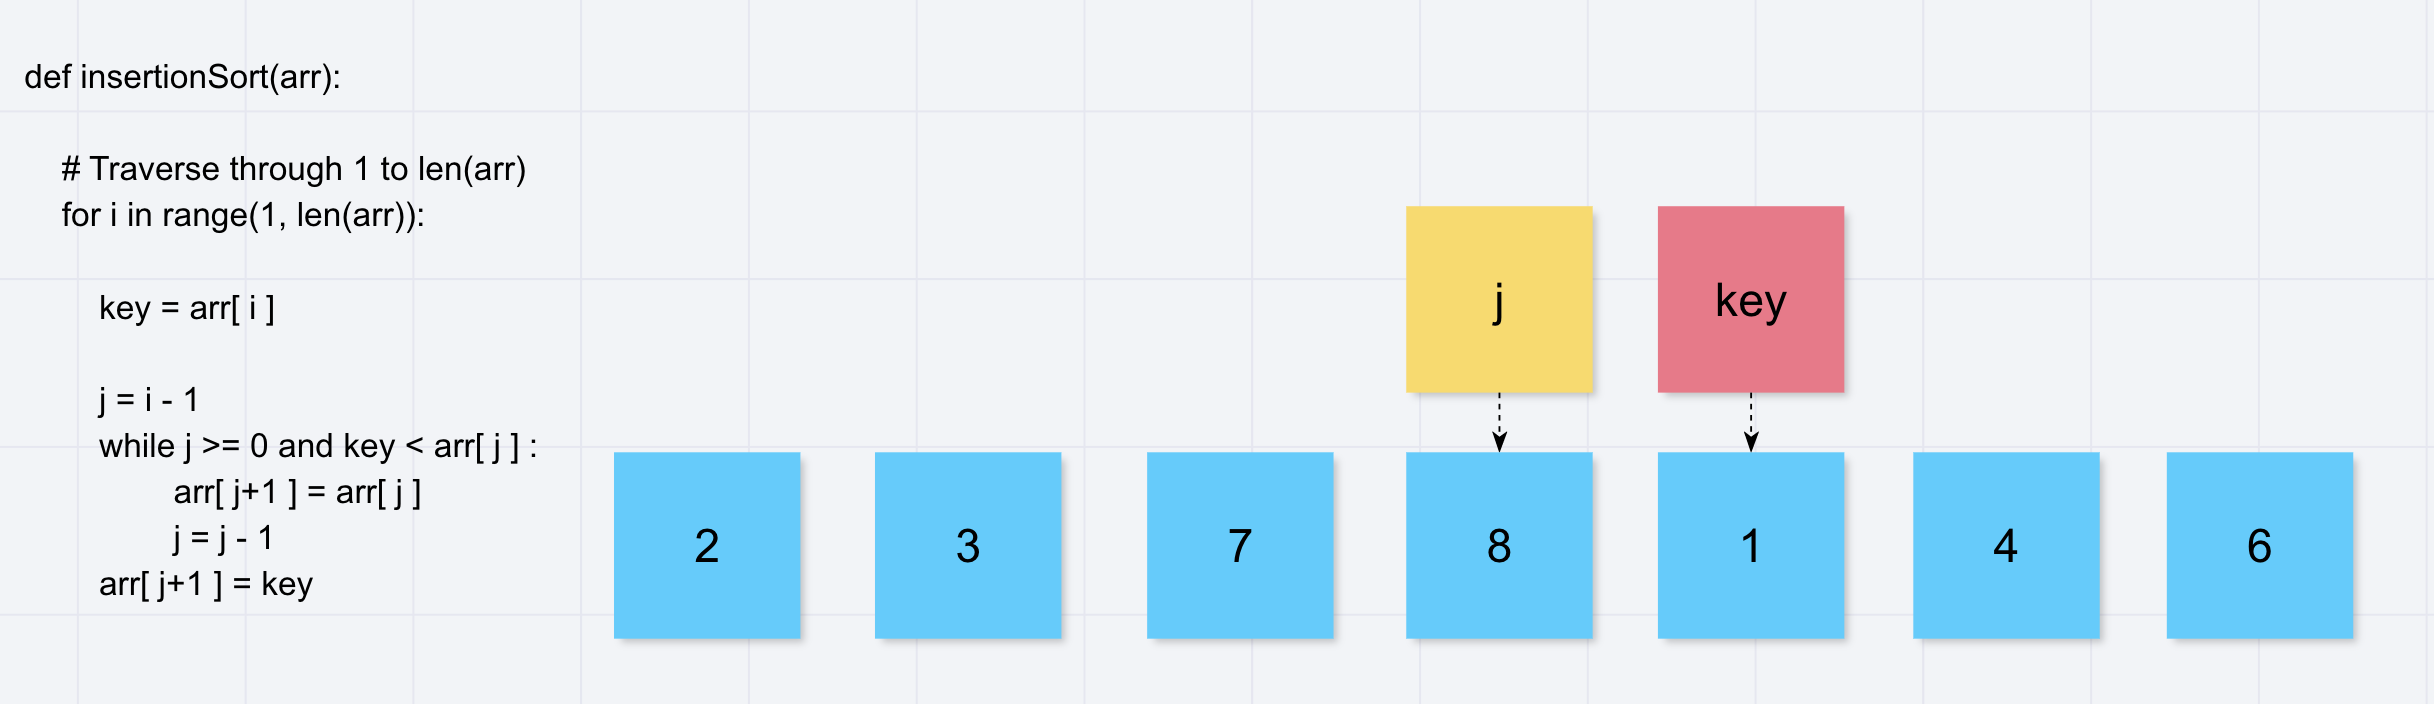 def insertionSort(arr):
# Traverse through 1 to len(arr)
for i in range(1, len(arr)):
key = arr[ i ]
j = i - 1
while j >= 0 and key < arr[ j ] :
arr[ j+1 ] = arr[ j ]
j = j - 1
arr[ j+1 ] = key
j key
2 3 7 8 1 4 6